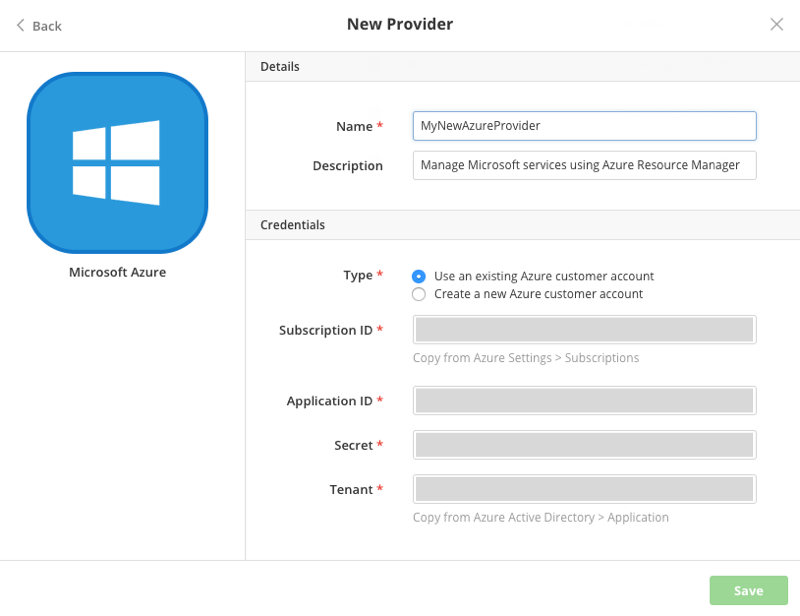 Back
New Provider
Microsoft Azure
Details
Name *
MyNewAzureProvider
Description
Manage Microsoft services using Azure Resource Manager
Credentials
Type *
Use an existing Azure customer account
Create a new Azure customer account
Subscription ID *
Copy from Azure Settings > Subscriptions
Application ID *
Secret *
Tenant *
Copy from Azure Active Directory > Application
Save